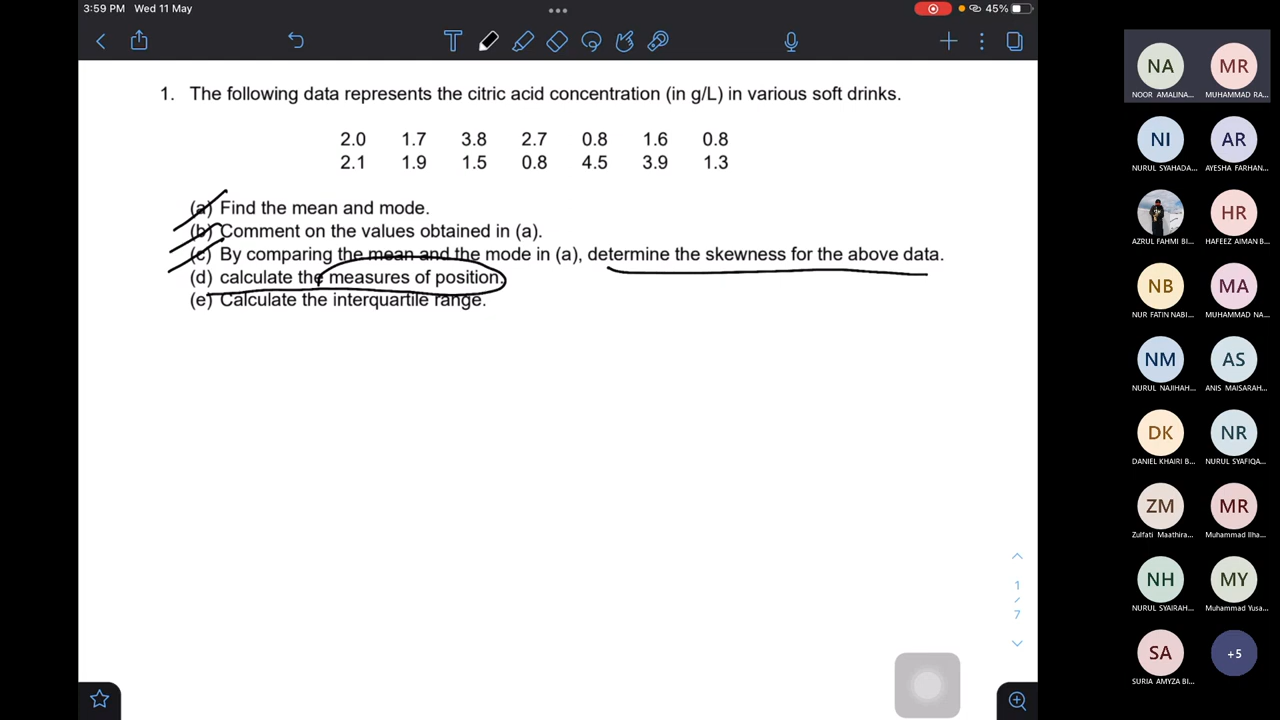 3:59 PM Wed 11 May
45%
1. The following data represents the citric acid concentration (in g/L) in various soft drinks.
2.0 1.7 3.8 2.7 0.8 1.6 0.8
2.1 1.9 1.5 0.8 4.5 3.9 1.3
(a) Find the mean and mode.
(b) Comment on the values obtained in (a).
(c) By comparing the mean and the mode in (a), determine the skewness for the above data.
(d) calculate the measures of position.
(e) Calculate the interquartile range.
1
7
NA MR
NOOR AMALINA... MUHAMMAD RA...
NI AR
NURUL SYAHADA... AYESHA FARHAN...
HR
AZRUL FAHMI BI... HAFEEZ AIMAN B...
NB MA
NUR FATIN NABI... MUHAMMAD NA...
NM AS
NURUL NAJIHAH... ANIS MAISARAH...
DK NR
DANIEL KHAIRI B... NURUL SYAFIQA...
ZM MR
Zulfati Maathira... Muhammad Ilha...
NH MY
NURUL SYAIRAH... Muhammad Yusa...
SA +5
SURIA AMYZA BI...